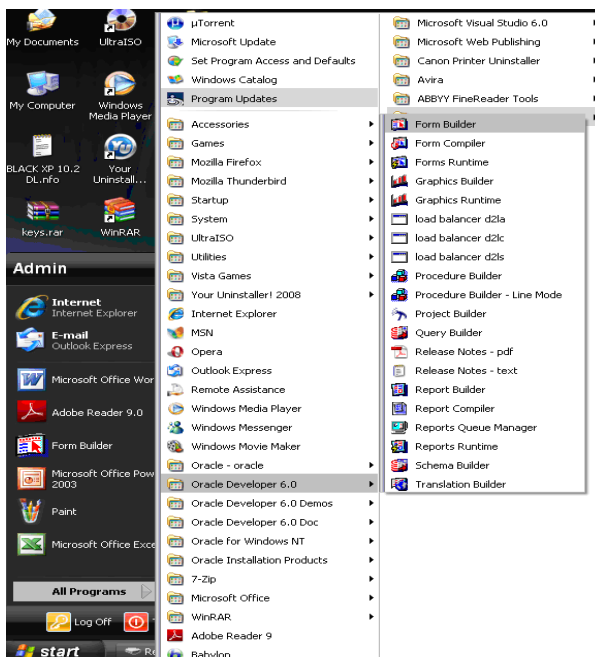 My Documents
UltraISO
My Computer
Windows
Media Player
BLACK XP 10.2
DL.nfo
Your
Uninstall...
keys.rar
WinRAR
Admin
Internet
Internet Explorer
E-mail
Outlook Express
Microsoft Office Wor
Adobe Reader 9.0
Form Builder
Microsoft Office Pow
2003
Paint
Microsoft Office Exce
All Programs
Log Off
start
Re
µTorrent
Microsoft Update
Set Program Access and Defaults
Windows Catalog
Program Updates
Accessories
Games
Mozilla Firefox
Mozilla Thunderbird
Startup
System
UltraISO
Utilities
Vista Games
Your Uninstaller! 2008
Internet Explorer
MSN
Opera
Outlook Express
Remote Assistance
Windows Media Player
Windows Messenger
Windows Movie Maker
Oracle - oracle
Oracle Developer 6.0
Oracle Developer 6.0 Demos
Oracle Developer 6.0 Doc
Oracle for Windows NT
Oracle Installation Products
7-Zip
Microsoft Office
WinRAR
Adobe Reader 9
Babylon
Microsoft Visual Studio 6.0
Microsoft Web Publishing
Canon Printer Uninstaller
Avira
ABBYY FineReader Tools
Form Builder
Form Compiler
Forms Runtime
Graphics Builder
Graphics Runtime
load balancer d2la
load balancer d2lc
load balancer d2ls
Procedure Builder
Procedure Builder - Line Mode
Project Builder
Query Builder
Release Notes - pdf
Release Notes - text
Report Builder
Report Compiler
Reports Queue Manager
Reports Runtime
Schema Builder
Translation Builder